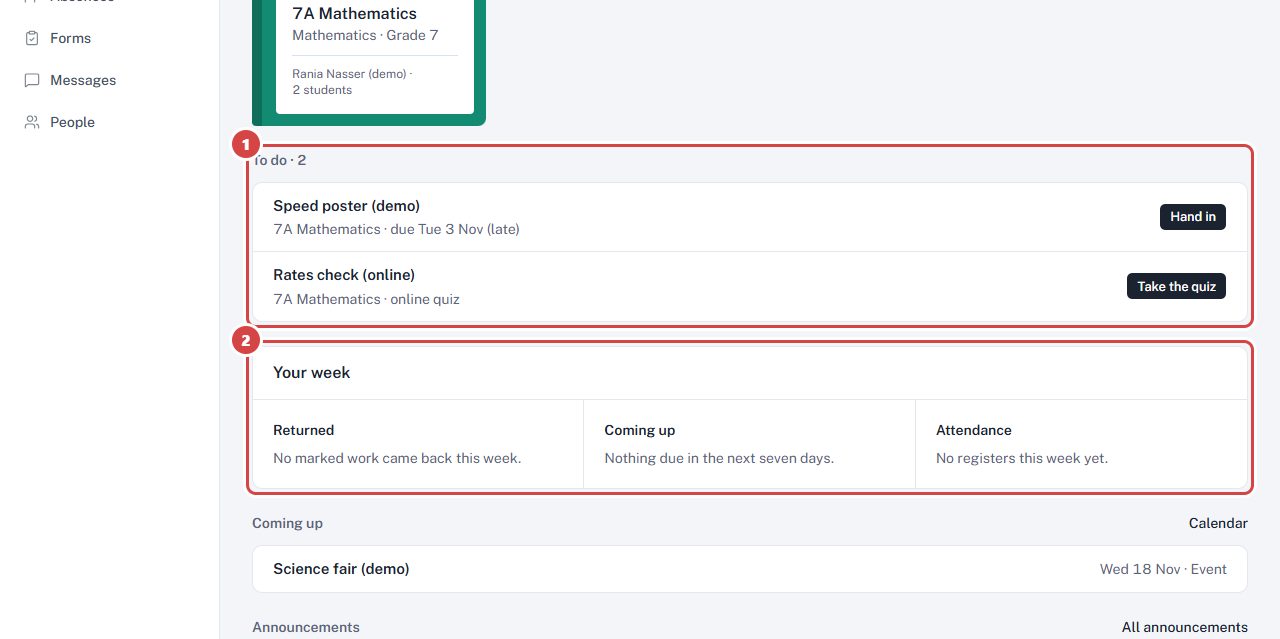 Absences
Forms
Messages
People
7A Mathematics
Mathematics · Grade 7
Rania Nasser (demo) ·
2 students
1
To do · 2
Speed poster (demo)
7A Mathematics · due Tue 3 Nov (late)
Hand in
Rates check (online)
7A Mathematics · online quiz
Take the quiz
2
Your week
Returned
No marked work came back this week.
Coming up
Nothing due in the next seven days.
Attendance
No registers this week yet.
Coming up
Calendar
Science fair (demo)
Wed 18 Nov · Event
Announcements
All announcements